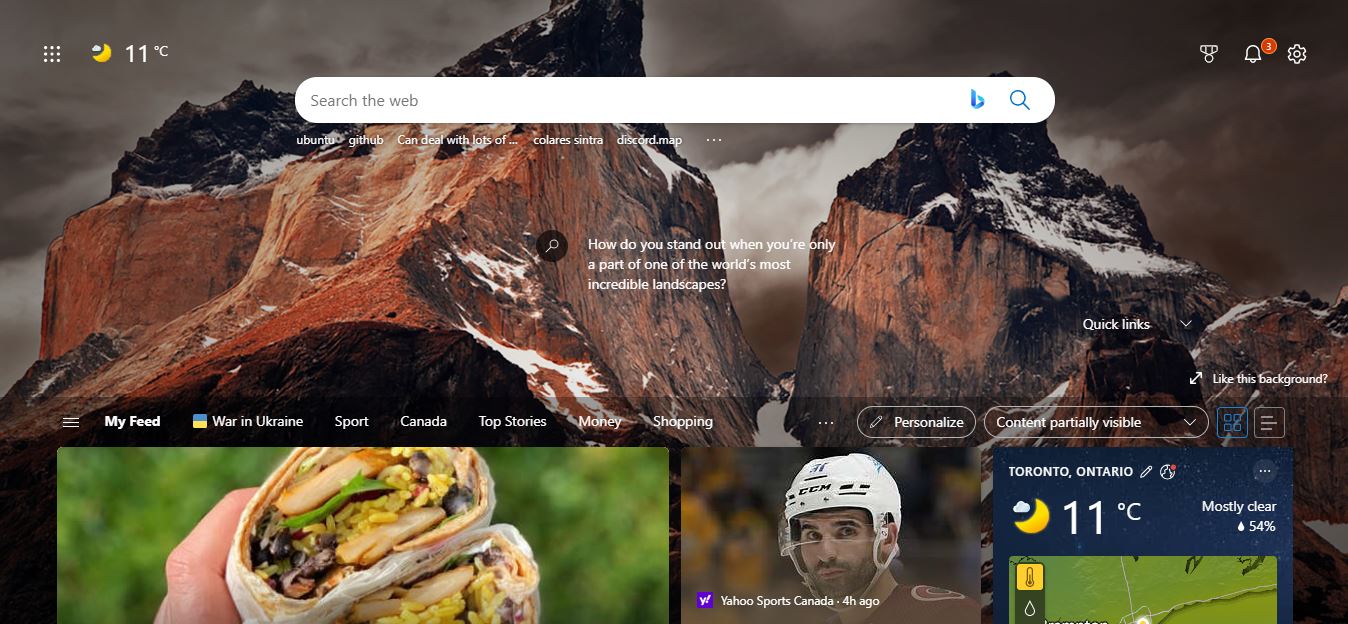 11 °C
3
Search the web
ubuntu github Can deal with lots of ... colares sintra discord.map ...
How do you stand out when you're only
a part of one of the world's most
incredible landscapes?
Quick links
Like this background?
My Feed War in Ukraine Sport Canada Top Stories Money Shopping ... Personalize Content partially visible
TORONTO, ONTARIO ...
11 °C
Mostly clear
54%
CCM
y! Yahoo Sports Canada · 4h ago